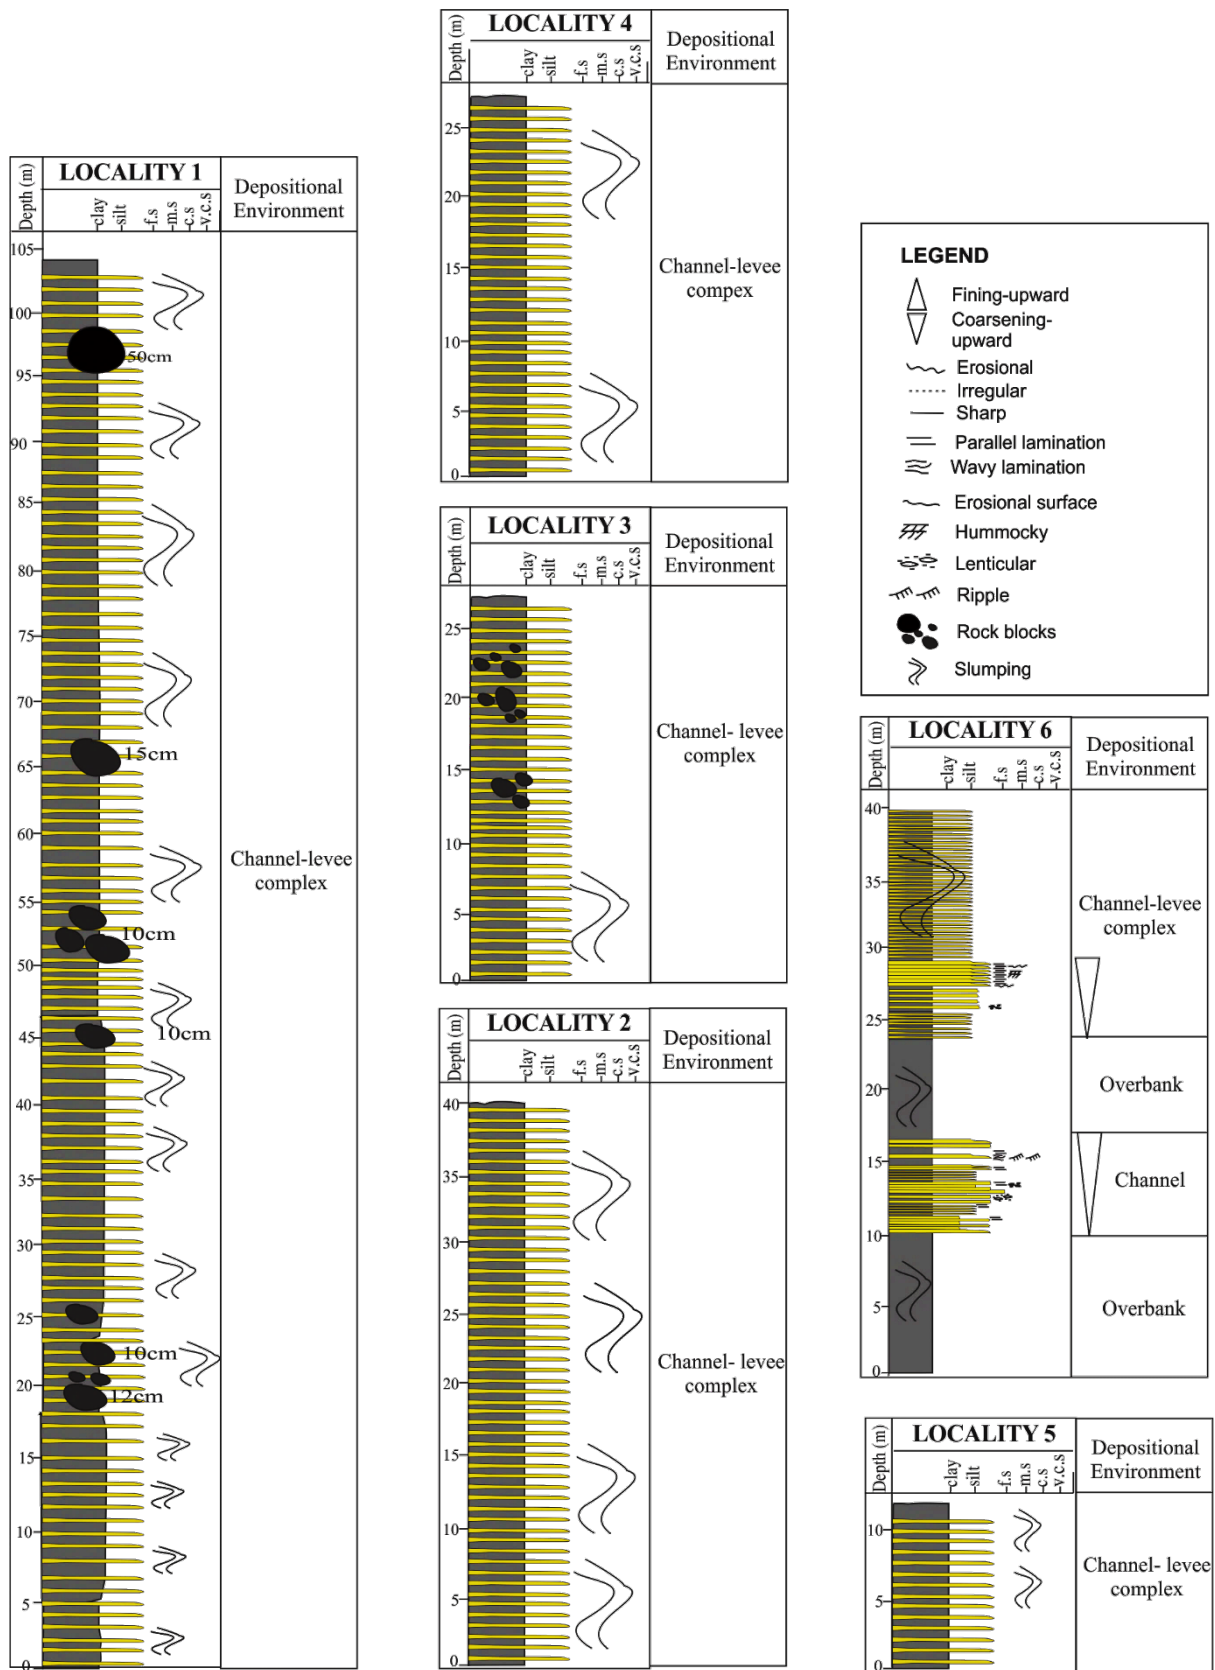 LOCALITY 1
Depth (m)
clay
silt
f.s
m.s
c.s
v.c.s
Depositional
Environment
105
100
95
90
85
80
75
70
65
60
55
50
45
40
35
30
25
20
15
10
5
0
50cm
15cm
10cm
10cm
10cm
12cm
Channel-levee
complex
LOCALITY 4
Depth (m)
clay
silt
f.s
m.s
c.s
v.c.s
Depositional
Environment
25
20
15
10
5
0
Channel-levee
compex
LOCALITY 3
Depth (m)
clay
silt
f.s
m.s
c.s
v.c.s
Depositional
Environment
25
20
15
10
5
0
Channel- levee
complex
LOCALITY 2
Depth (m)
clay
silt
f.s
m.s
c.s
v.c.s
Depositional
Environment
40
35
30
25
20
15
10
5
0
Channel- levee
complex
LEGEND
Fining-upward
Coarsening-
upward
Erosional
Irregular
Sharp
Parallel lamination
Wavy lamination
Erosional surface
Hummocky
Lenticular
Ripple
Rock blocks
Slumping
LOCALITY 6
Depth (m)
clay
silt
f.s
m.s
c.s
v.c.s
Depositional
Environment
40
35
30
25
20
15
10
5
0
Channel-levee
complex
Overbank
Channel
Overbank
LOCALITY 5
Depth (m)
clay
silt
f.s
m.s
c.s
v.c.s
Depositional
Environment
10
5
0
Channel- levee
complex